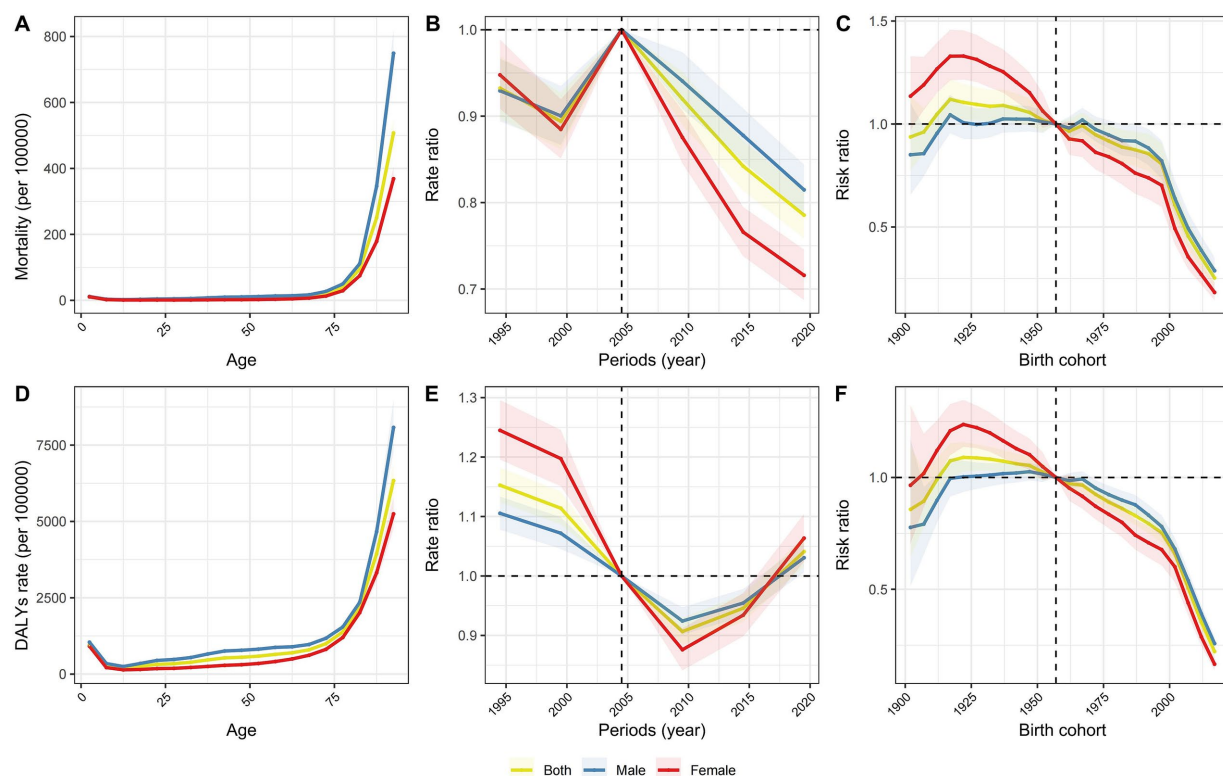 A
Mortality (per 100000)
800
600
400
200
0
0
25
50
75
Age
B
Rate ratio
1.0
0.9
0.8
0.7
1995
2000
2005
2010
2015
2020
Periods (year)
C
Risk ratio
1.5
1.0
0.5
1900
1925
1950
1975
2000
Birth cohort
D
DALYs rate (per 100000)
7500
5000
2500
0
0
25
50
75
Age
E
Rate ratio
1.3
1.2
1.1
1.0
0.9
1995
2000
2005
2010
2015
2020
Periods (year)
F
Risk ratio
1.0
0.5
1900
1925
1950
1975
2000
Birth cohort
Both Male Female